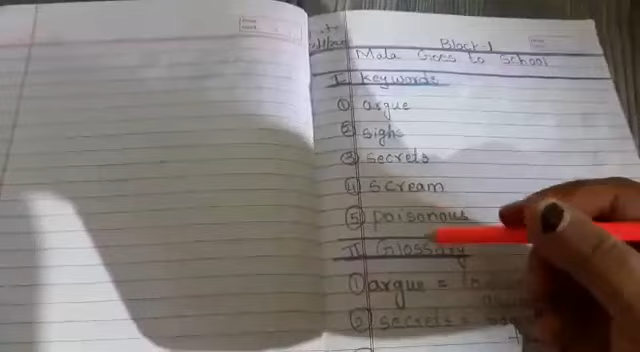 Block-1
Mala Goes to School
I Keywords
① argue
② sighs
③ secrets
④ scream
⑤ poisonous
II Glossary
① argue =
② secrets =